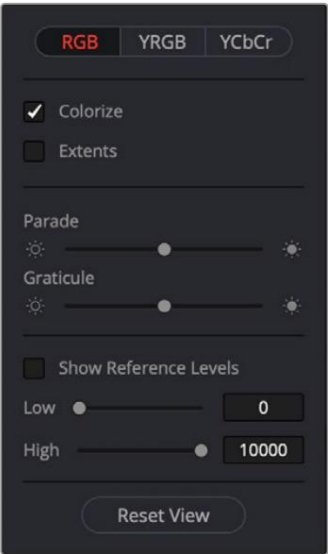 RGB YRGB YCbCr
Colorize
Extents
Parade
Graticule
Show Reference Levels
Low 0
High 10000
Reset View